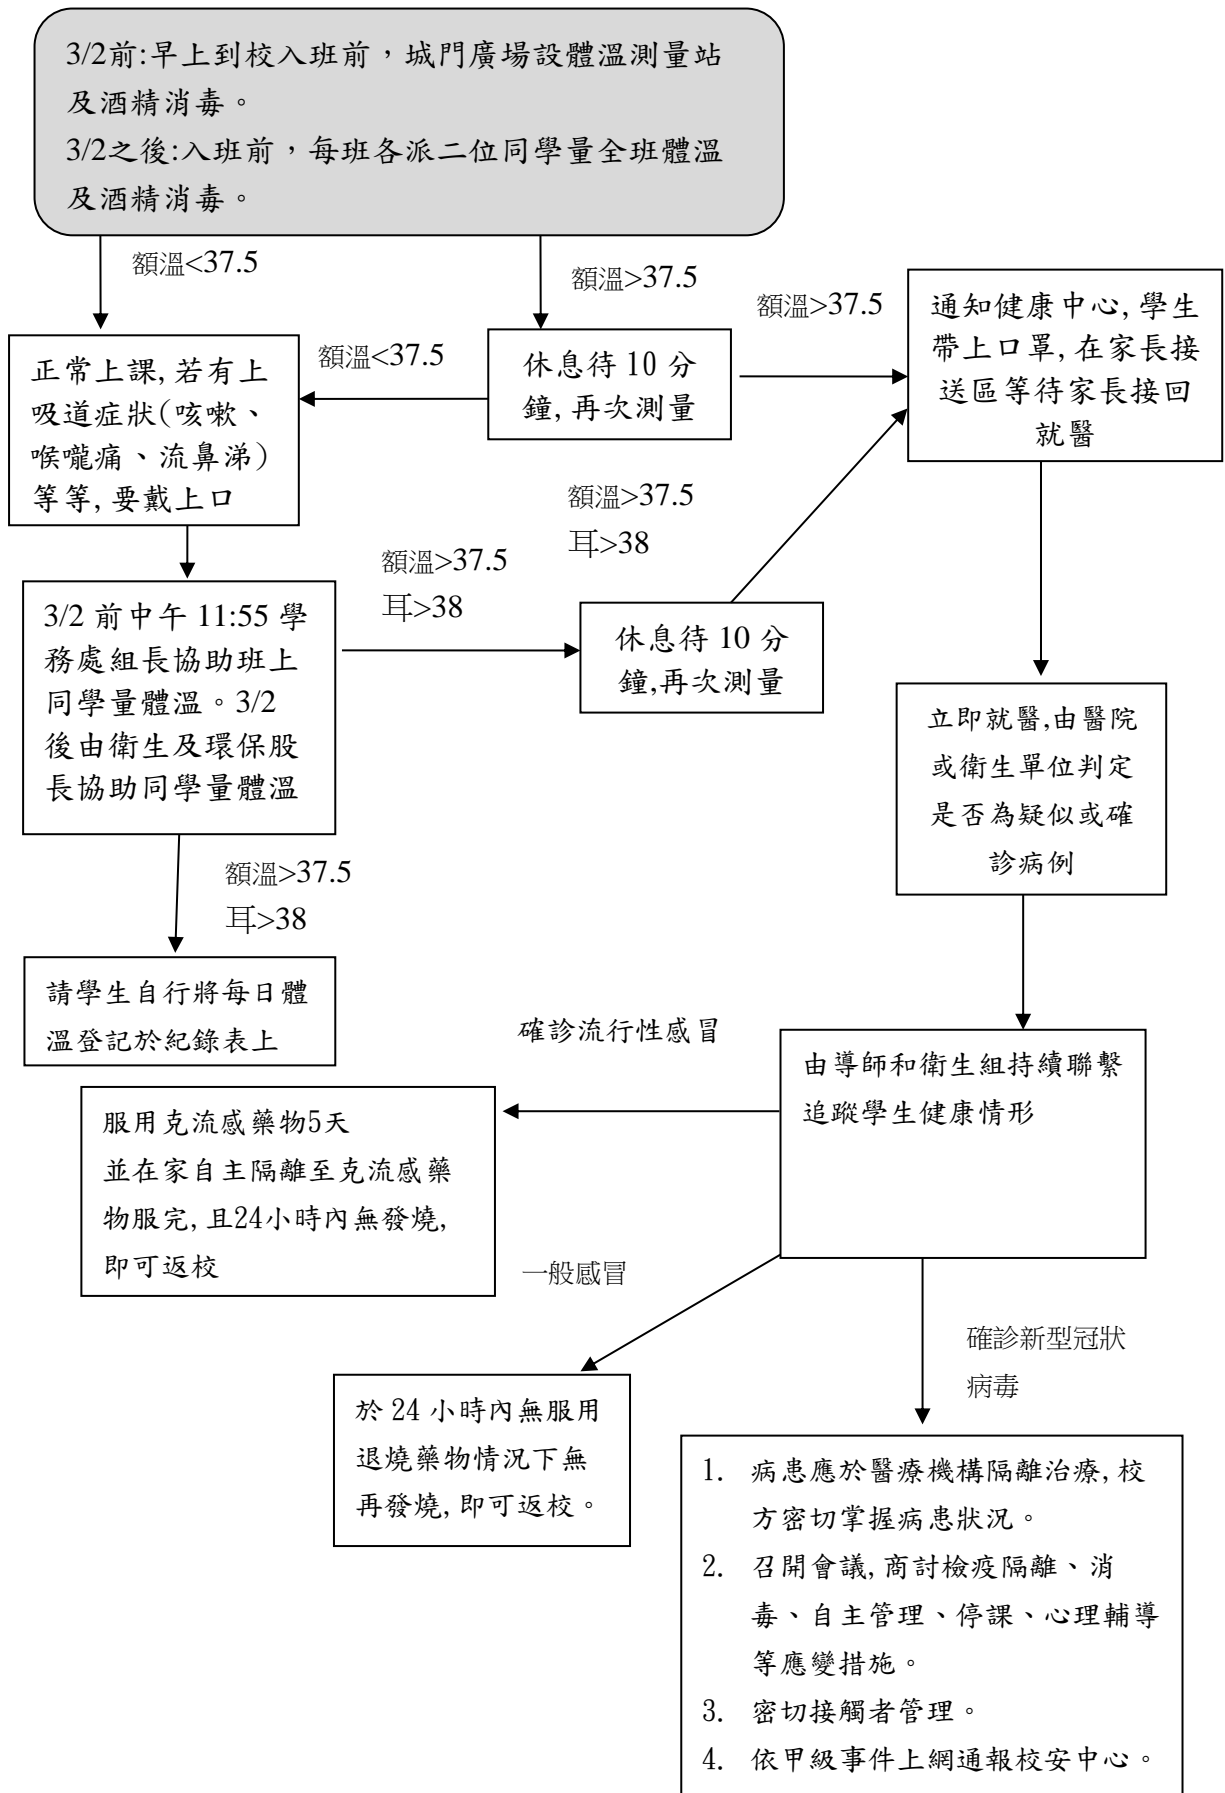 3/2前:早上到校入班前，城門廣場設體溫測量站
及酒精消毒。
3/2之後:入班前，每班各派二位同學量全班體溫
及酒精消毒。
額溫<37.5
額溫>37.5
額溫>37.5
額溫<37.5
休息待 10 分
鐘,再次測量
通知健康中心,學生
帶上口罩,在家長接
送區等待家長接回
就醫
正常上課,若有上
吸道症狀(咳嗽、
喉嚨痛、流鼻涕)
等等,要戴上口
額溫>37.5
耳>38
額溫>37.5
耳>38
3/2 前中午 11:55 學
務處組長協助班上
同學量體溫。3/2
後由衛生及環保股
長協助同學量體溫
休息待 10 分
鐘,再次測量
立即就醫,由醫院
或衛生單位判定
是否為疑似或確
診病例
額溫>37.5
耳>38
請學生自行將每日體
溫登記於紀錄表上
確診流行性感冒
由導師和衛生組持續聯繫
追蹤學生健康情形
服用克流感藥物5天
並在家自主隔離至克流感藥
物服完,且24小時內無發燒,
即可返校
一般感冒
確診新型冠狀
病毒
於 24 小時內無服用
退燒藥物情況下無
再發燒,即可返校。
1. 病患應於醫療機構隔離治療,校
方密切掌握病患狀況。
2. 召開會議,商討檢疫隔離、消
毒、自主管理、停課、心理輔導
等應變措施。
3. 密切接觸者管理。
4. 依甲級事件上網通報校安中心。